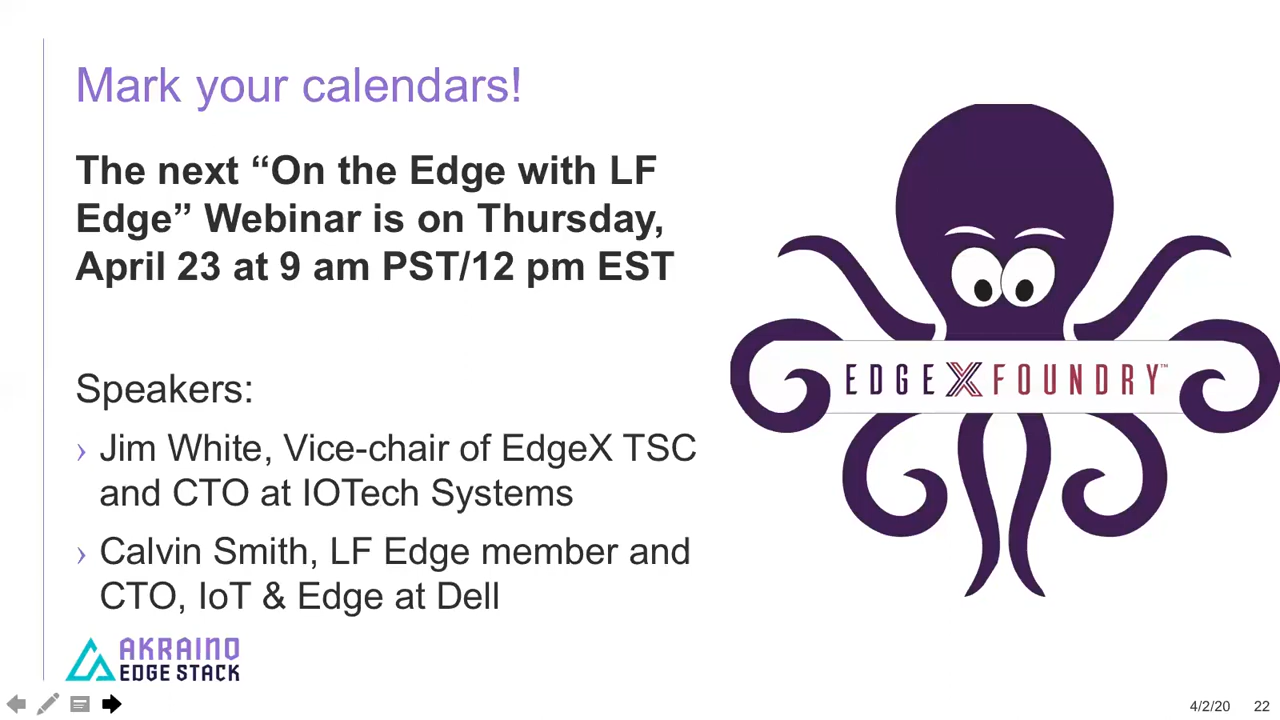 Mark your calendars!
The next “On the Edge with LF
Edge” Webinar is on Thursday,
April 23 at 9 am PST/12 pm EST
EDGE X FOUNDRY™
Speakers:
› Jim White, Vice-chair of EdgeX TSC
and CTO at IOTech Systems
› Calvin Smith, LF Edge member and
CTO, IoT & Edge at Dell
AKRAINO
EDGE STACK
4/2/20 22